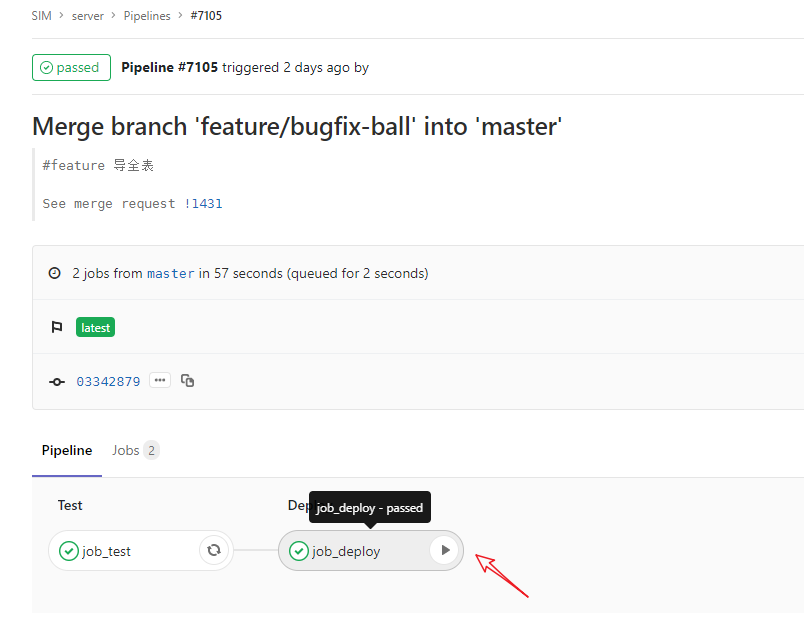 SIM > server > Pipelines > #7105
passed Pipeline #7105 triggered 2 days ago by
Merge branch 'feature/bugfix-ball' into 'master'
#feature 导全表
See merge request !1431
2 jobs from master in 57 seconds (queued for 2 seconds)
latest
03342879
Pipeline Jobs 2
Test Dep
job_deploy - passed
job_test job_deploy